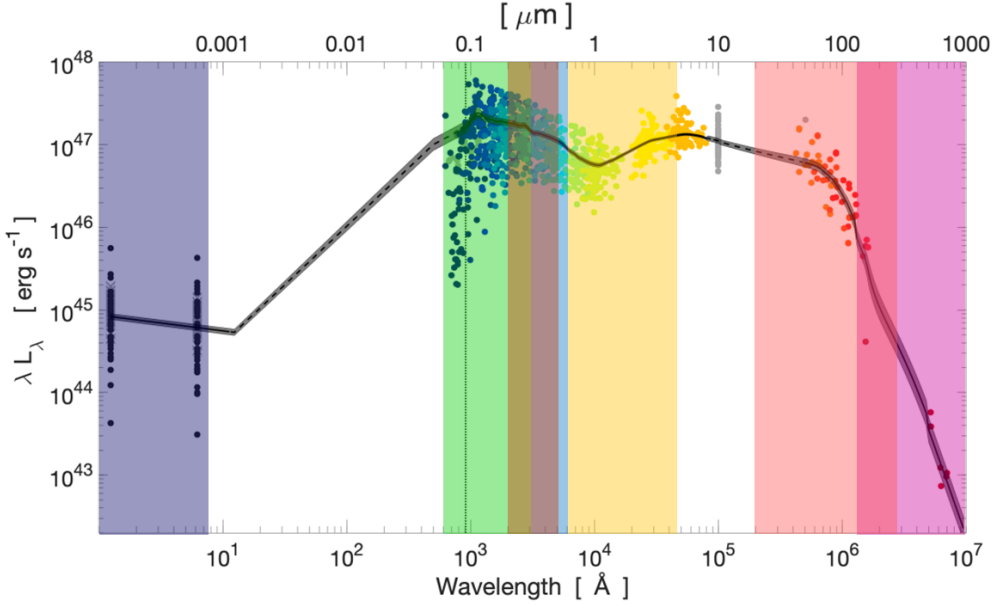 [ μm ]
0.001 0.01 0.1 1 10 100 1000
10^48
10^47
10^46
10^45
10^44
10^43
λ L_λ [ erg s^-1 ]
10^1 10^2 10^3 10^4 10^5 10^6 10^7
Wavelength [ Å ]